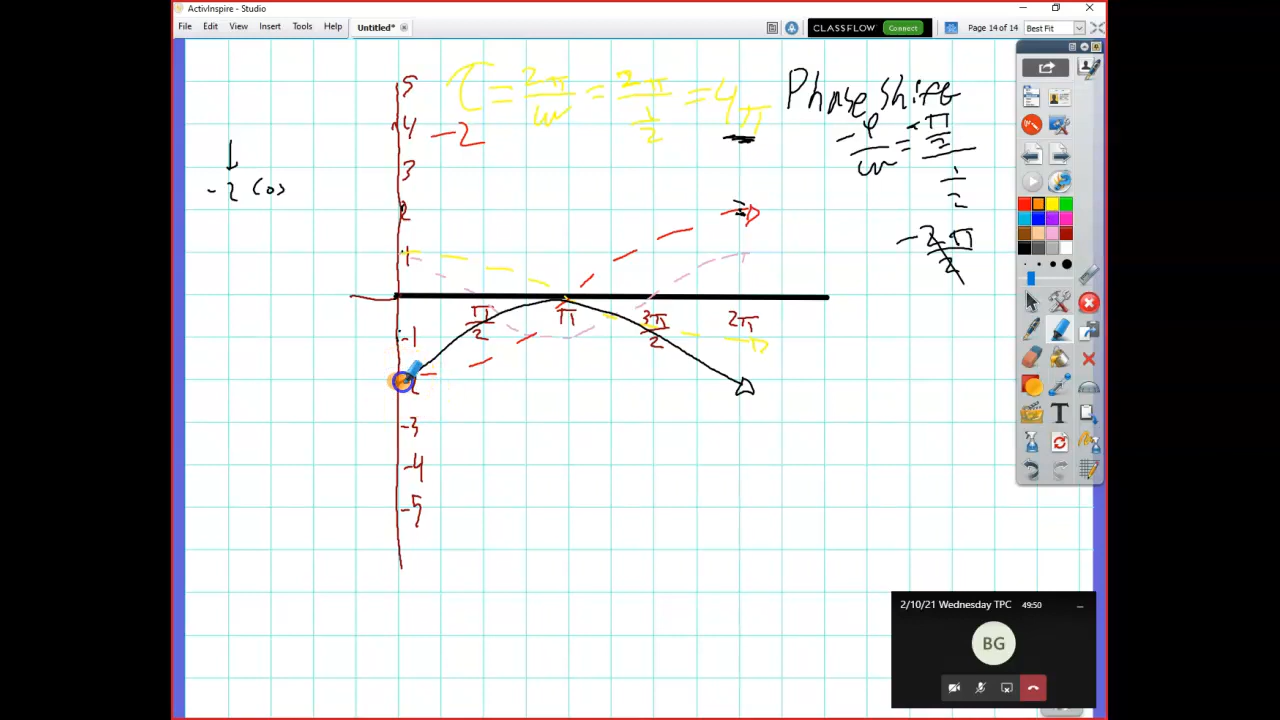 ActivInspire - Studio
File Edit View Insert Tools Help Untitled* CLASSFLOW Connect Page 14 of 14 Best Fit
τ = 2π/ω = 2π/(1/2) = 4π
Phase Shift
-φ/ω = -π/2 / 1/2
-2π/2
-2
-2 cos
5
4
3
2
1
π/2 π 3π/2 2π
-1
-3
-4
-5
2/10/21 Wednesday TPC 49:50
BG